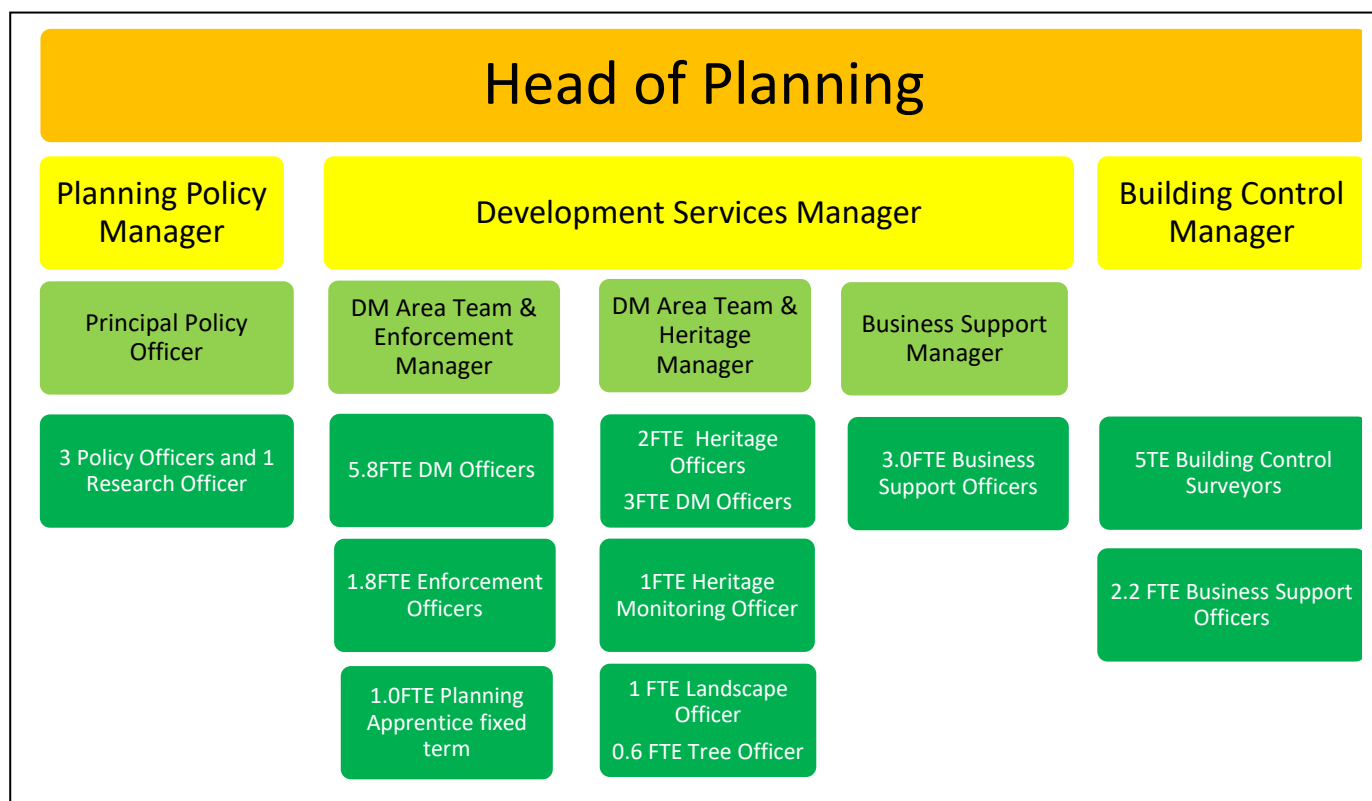 Head of Planning
Planning Policy
Manager
Development Services Manager
Building Control
Manager
Principal Policy
Officer
DM Area Team &
Enforcement
Manager
DM Area Team &
Heritage
Manager
Business Support
Manager
3 Policy Officers and 1
Research Officer
5.8FTE DM Officers
2FTE Heritage
Officers
3FTE DM Officers
3.0FTE Business
Support Officers
5TE Building Control
Surveyors
1.8FTE Enforcement
Officers
1FTE Heritage
Monitoring Officer
2.2 FTE Business Support
Officers
1.0FTE Planning
Apprentice fixed
term
1 FTE Landscape
Officer
0.6 FTE Tree Officer